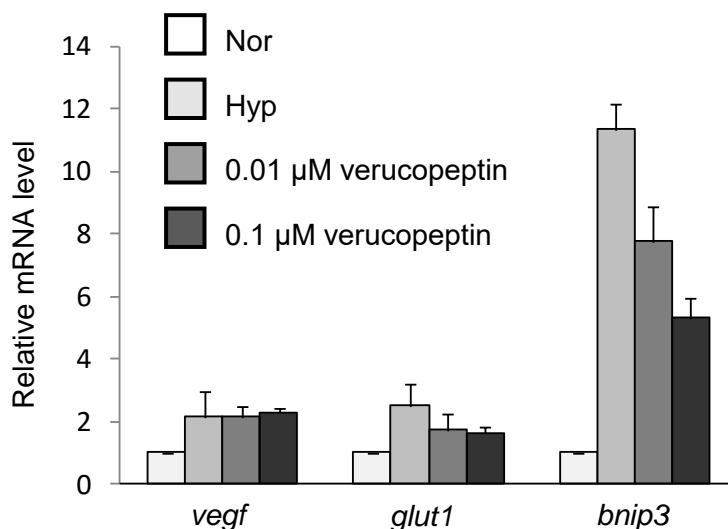 Nor
Hyp
0.01 µM verucopeptin
0.1 µM verucopeptin
Relative mRNA level
14
12
10
8
6
4
2
0
vegf glut1 bnip3